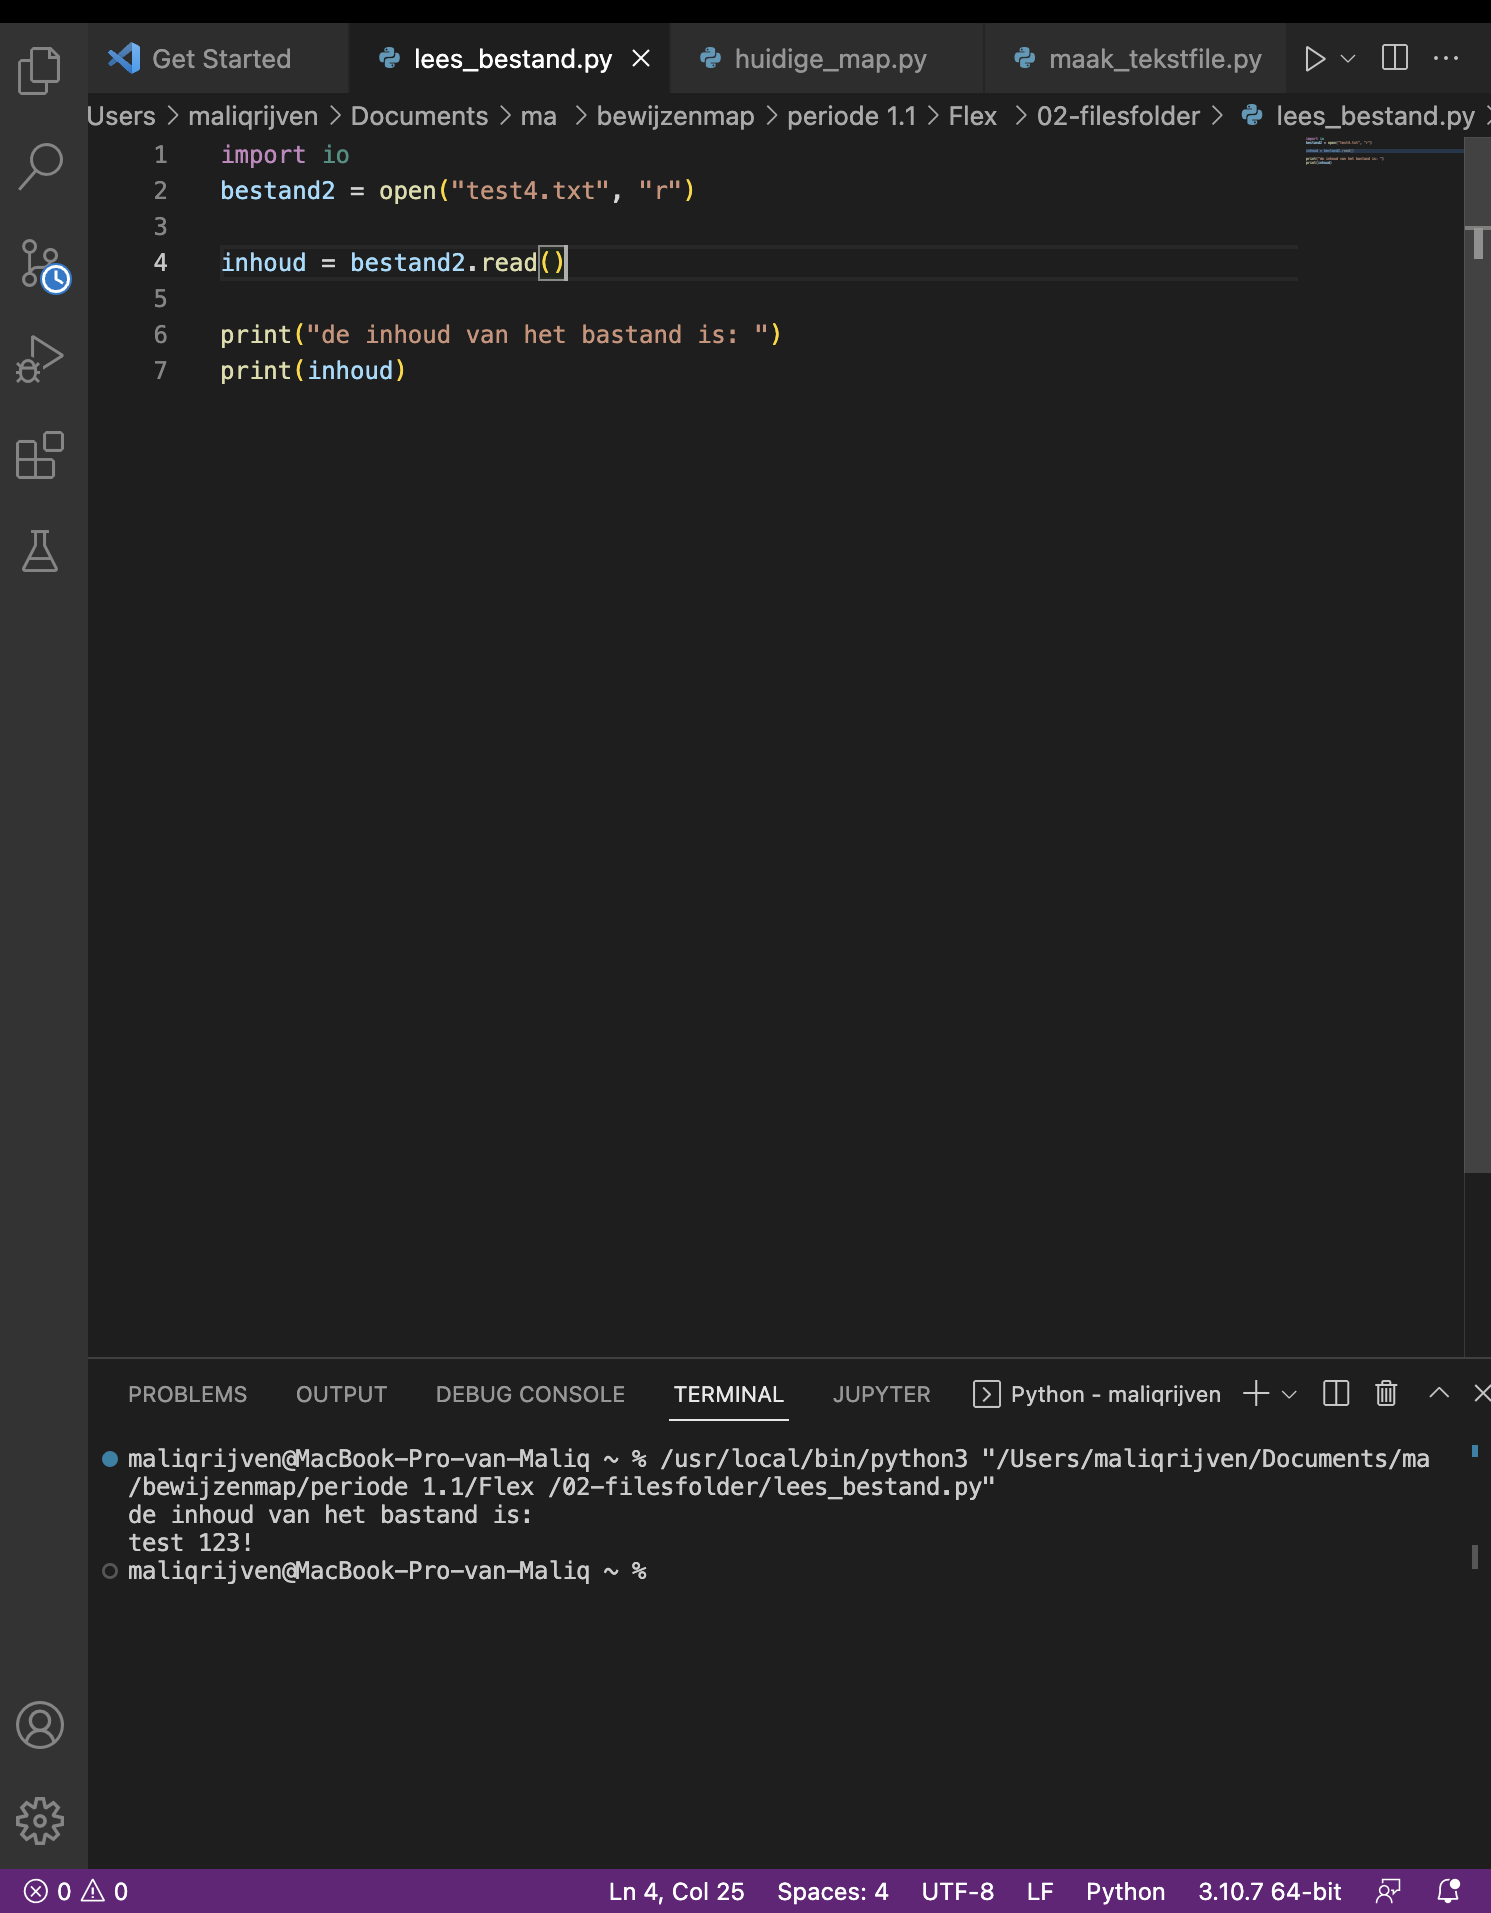 Get Started
lees_bestand.py
huidige_map.py
maak_tekstfile.py
Users > maliqrijven > Documents > ma > bewijzenmap > periode 1.1 > Flex > 02-filesfolder > lees_bestand.py >
1 import io
2 bestand2 = open("test4.txt", "r")
3
4 inhoud = bestand2.read()
5
6 print("de inhoud van het bastand is: ")
7 print(inhoud)
PROBLEMS OUTPUT DEBUG CONSOLE TERMINAL JUPYTER Python - maliqrijven
maliqrijven@MacBook-Pro-van-Maliq ~ % /usr/local/bin/python3 "/Users/maliqrijven/Documents/ma
/bewijzenmap/periode 1.1/Flex /02-filesfolder/lees_bestand.py"
de inhoud van het bastand is:
test 123!
maliqrijven@MacBook-Pro-van-Maliq ~ %
0 0 Ln 4, Col 25 Spaces: 4 UTF-8 LF Python 3.10.7 64-bit